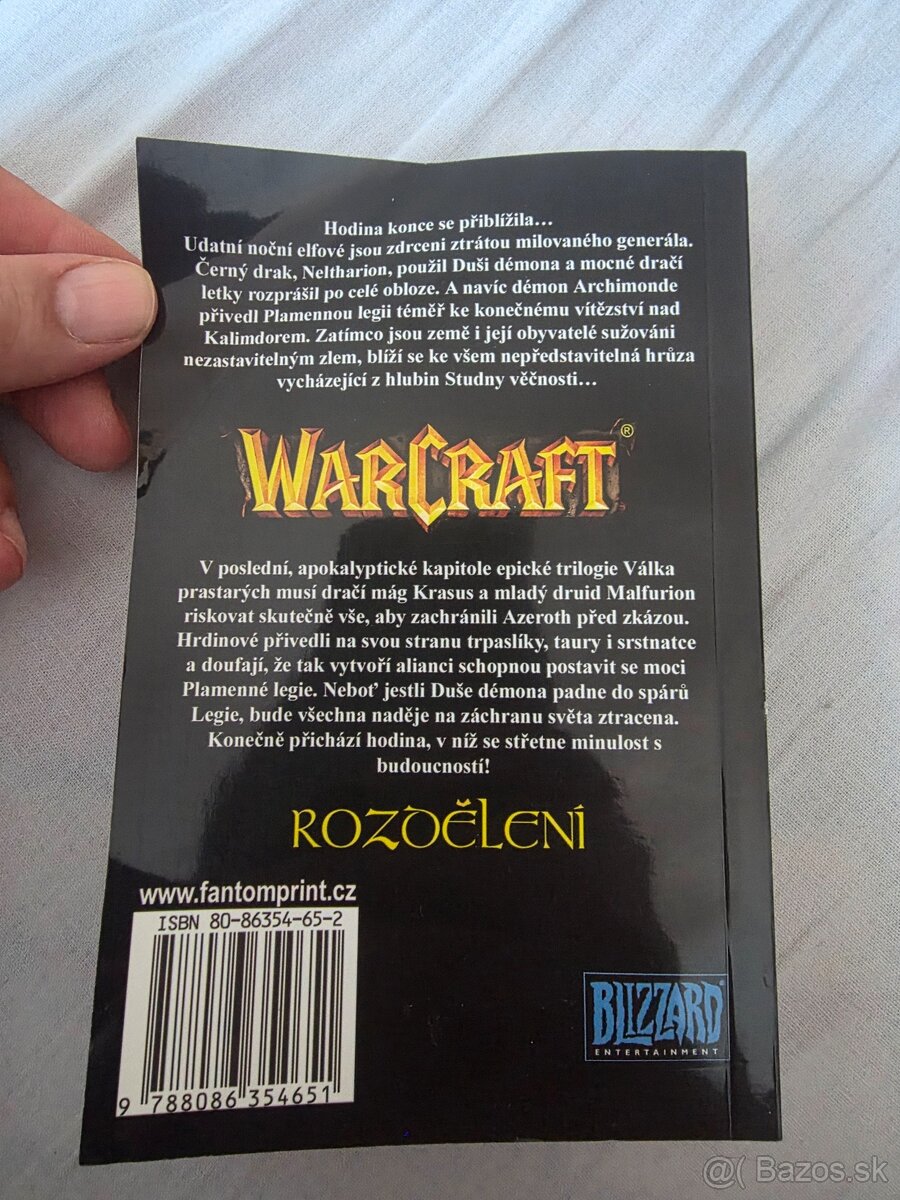 Hodina konce se přiblížila...
Udatní noční elfové jsou zdrceni ztrátou milovaného generála.
Černý drak, Neltharion, použil Duši démona a mocné dračí
letky rozprášil po celé obloze. A navíc démon Archimonde
přivedl Plamennou legii téměř ke konečnému vítězství nad
Kalimdorem. Zatímco jsou země i její obyvatelé sužováni
nezastavitelným zlem, blíží se ke všem nepředstavitelná hrůza
vycházející z hlubin Studny věčnosti...
WARCRAFT®
V poslední, apokalyptické kapitole epické trilogie Válka
prastarých musí dračí mág Krasus a mladý druid Malfurion
riskovat skutečně vše, aby zachránili Azeroth před zkázou.
Hrdinové přivedli na svou stranu trpaslíky, taury i srstnatce
a doufají, že tak vytvoří alianci schopnou postavit se moci
Plamenné legie. Neboť jestli Duše démona padne do spárů
Legie, bude všechna naděje na záchranu světa ztracena.
Konečně přichází hodina, v níž se střetne minulost s
budoucností!
ROZDĚLENÍ
www.fantomprint.cz
ISBN 80-86354-65-2
9 788086 354651
BLIZZARD
ENTERTAINMENT
@( Bazos.sk